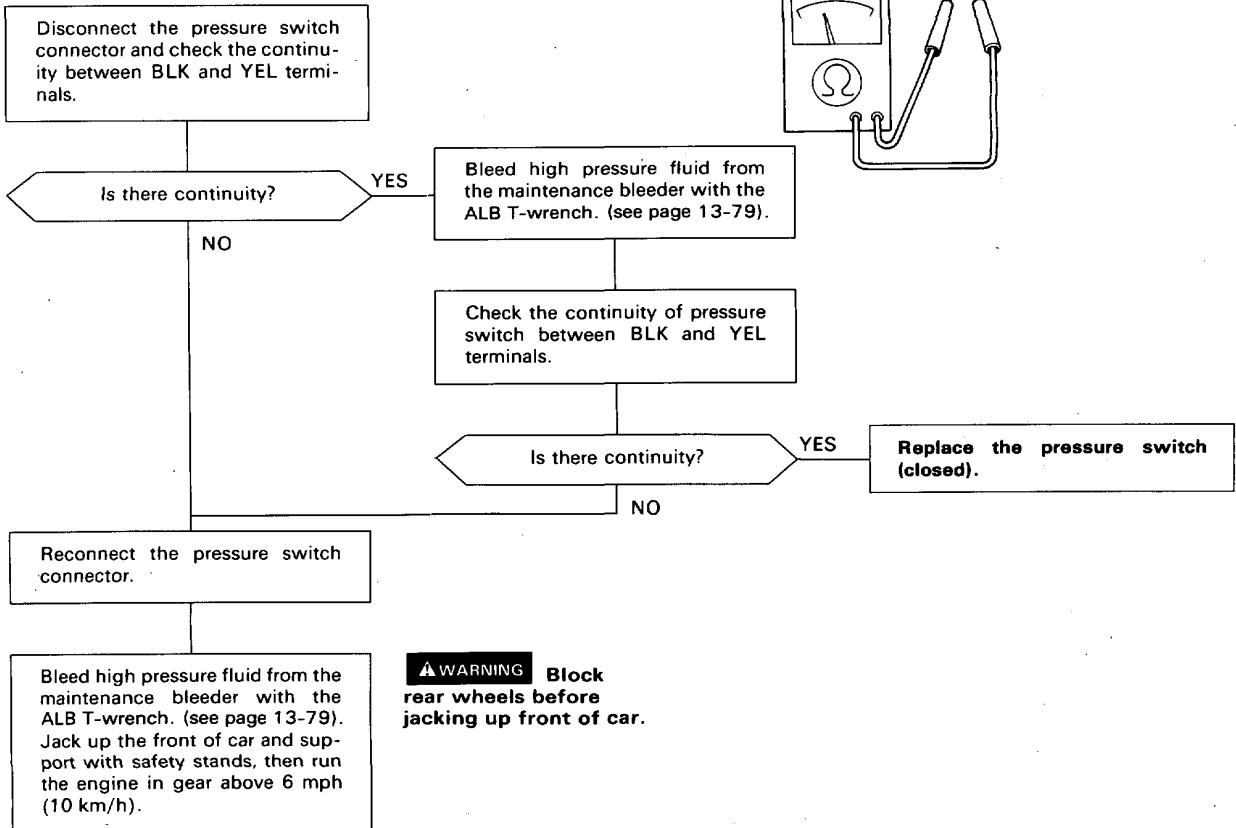 Disconnect the pressure switch
connector and check the continu-
ity between BLK and YEL termi-
nals.
Ω
Is there continuity?
YES
NO
Bleed high pressure fluid from
the maintenance bleeder with the
ALB T-wrench. (see page 13-79).
Check the continuity of pressure
switch between BLK and YEL
terminals.
Is there continuity?
YES
NO
Replace the pressure switch
(closed).
Reconnect the pressure switch
connector.
Bleed high pressure fluid from the
maintenance bleeder with the
ALB T-wrench. (see page 13-79).
Jack up the front of car and sup-
port with safety stands, then run
the engine in gear above 6 mph
(10 km/h).
WARNING Block
rear wheels before
jacking up front of car.